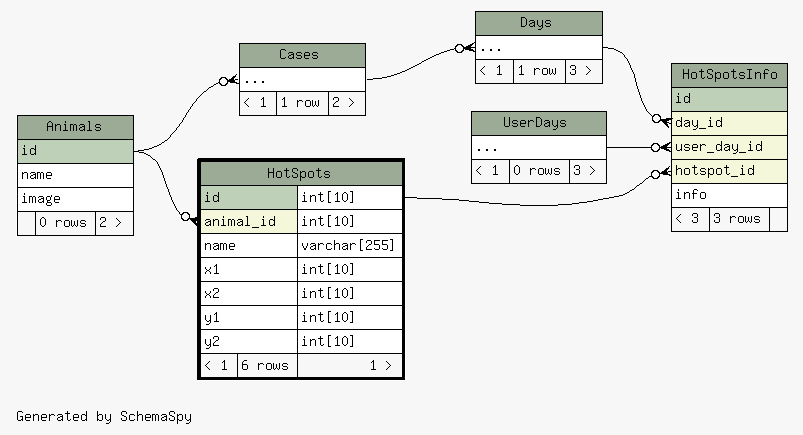 Days
...
< 1 1 row 3 >
Cases
...
< 1 1 row 2 >
HotSpotsInfo
id
day_id
user_day_id
hotspot_id
info
< 3 3 rows
UserDays
...
< 1 0 rows 3 >
Animals
id
name
image
0 rows 2 >
HotSpots
id int[10]
animal_id int[10]
name varchar[255]
x1 int[10]
x2 int[10]
y1 int[10]
y2 int[10]
< 1 6 rows 1 >
Generated by SchemaSpy